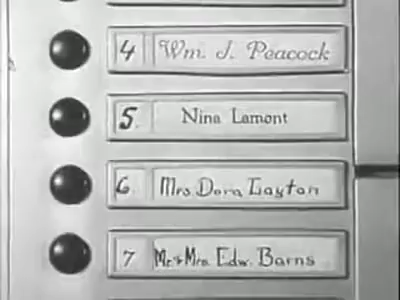 4 Wm. J. Peacock
5. Nina Lamont
6 Mrs Dora Layton
7 Mr & Mrs. Edw. Barns